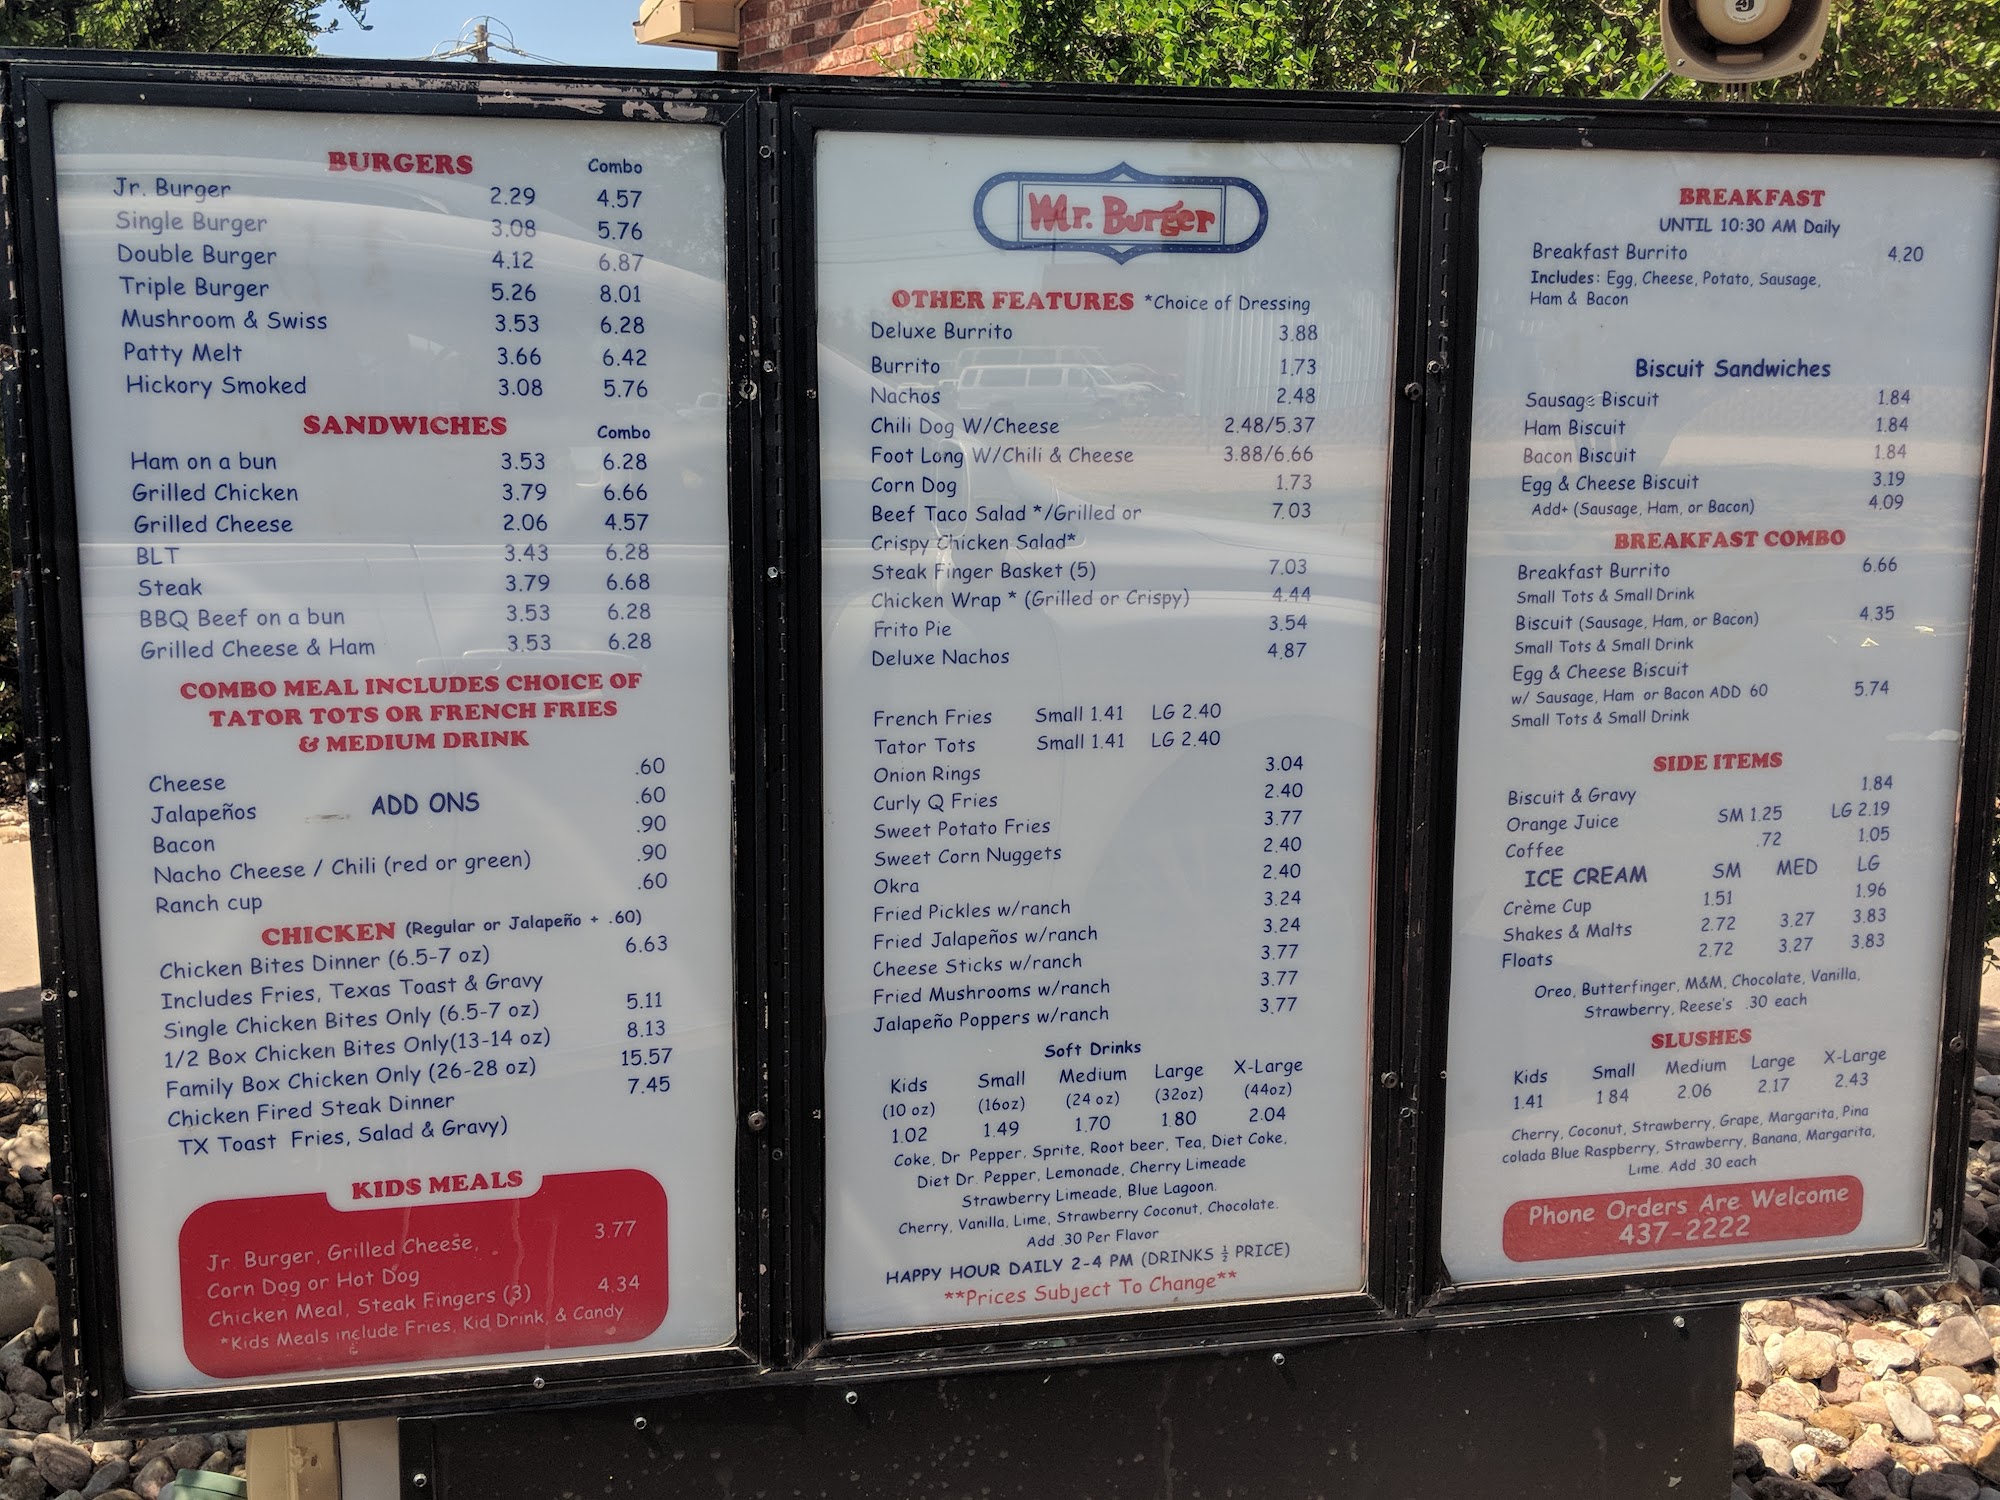 BURGERS Combo
Jr. Burger 2.29 4.57
Single Burger 3.08 5.76
Double Burger 4.12 6.87
Triple Burger 5.26 8.01
Mushroom & Swiss 3.53 6.28
Patty Melt 3.66 6.42
Hickory Smoked 3.08 5.76
SANDWICHES Combo
Ham on a bun 3.53 6.28
Grilled Chicken 3.79 6.66
Grilled Cheese 2.06 4.57
BLT 3.43 6.28
Steak 3.79 6.68
BBQ Beef on a bun 3.53 6.28
Grilled Cheese & Ham 3.53 6.28
COMBO MEAL INCLUDES CHOICE OF
TATOR TOTS OR FRENCH FRIES
& MEDIUM DRINK
Cheese .60
ADD ONS
Jalapeños .60
Bacon .90
Nacho Cheese / Chili (red or green) .90
Ranch cup .60
CHICKEN (Regular or Jalapeño + .60)
Chicken Bites Dinner (6.5-7 oz) 6.63
Includes Fries, Texas Toast & Gravy
Single Chicken Bites Only (6.5-7 oz) 5.11
1/2 Box Chicken Bites Only(13-14 oz) 8.13
Family Box Chicken Only (26-28 oz) 15.57
Chicken Fired Steak Dinner 7.45
TX Toast Fries, Salad & Gravy)
KIDS MEALS
Jr Burger, Grilled Cheese, 3.77
Corn Dog or Hot Dog
Chicken Meal, Steak Fingers (3) 4.34
*Kids Meals include Fries, Kid Drink, & Candy
Mr. Burger
OTHER FEATURES *Choice of Dressing
Deluxe Burrito 3.88
Burrito 1.73
Nachos 2.48
Chili Dog W/Cheese 2.48/5.37
Foot Long W/Chili & Cheese 3.88/6.66
Corn Dog 1.73
Beef Taco Salad */Grilled or 7.03
Crispy Chicken Salad*
Steak Finger Basket (5) 7.03
Chicken Wrap * (Grilled or Crispy) 4.44
Frito Pie 3.54
Deluxe Nachos 4.87
French Fries Small 1.41 LG 2.40
Tator Tots Small 1.41 LG 2.40
Onion Rings 3.04
Curly Q Fries 2.40
Sweet Potato Fries 3.77
Sweet Corn Nuggets 2.40
Okra 2.40
Fried Pickles w/ranch 3.24
Fried Jalapeños w/ranch 3.24
Cheese Sticks w/ranch 3.77
Fried Mushrooms w/ranch 3.77
Jalapeño Poppers w/ranch 3.77
Soft Drinks
Kids Small Medium Large X-Large
(10 oz) (16oz) (24 oz) (32oz) (44oz)
1.02 1.49 1.70 1.80 2.04
Coke, Dr Pepper, Sprite, Root beer, Tea, Diet Coke,
Diet Dr. Pepper, Lemonade, Cherry Limeade
Strawberry Limeade, Blue Lagoon.
Cherry, Vanilla, Lime, Strawberry Coconut, Chocolate.
Add .30 Per Flavor
HAPPY HOUR DAILY 2-4 PM (DRINKS ½ PRICE)
**Prices Subject To Change**
BREAKFAST
UNTIL 10:30 AM Daily
Breakfast Burrito 4.20
Includes: Egg, Cheese, Potato, Sausage,
Ham & Bacon
Biscuit Sandwiches
Sausage Biscuit 1.84
Ham Biscuit 1.84
Bacon Biscuit 1.84
Egg & Cheese Biscuit 3.19
Add+ (Sausage, Ham, or Bacon) 4.09
BREAKFAST COMBO
Breakfast Burrito 6.66
Small Tots & Small Drink
Biscuit (Sausage, Ham, or Bacon) 4.35
Small Tots & Small Drink
Egg & Cheese Biscuit
w/ Sausage, Ham or Bacon ADD 60 5.74
Small Tots & Small Drink
SIDE ITEMS
Biscuit & Gravy 1.84
Orange Juice SM 1.25 LG 2.19
Coffee .72 1.05
ICE CREAM SM MED LG
Crème Cup 1.51 1.96
Shakes & Malts 2.72 3.27 3.83
Floats 2.72 3.27 3.83
Oreo, Butterfinger, M&M, Chocolate, Vanilla,
Strawberry, Reese's .30 each
SLUSHES
Kids Small Medium Large X-Large
1.41 1 84 2.06 2.17 2.43
Cherry, Coconut, Strawberry, Grape, Margarita, Pina
colada Blue Raspberry, Strawberry, Banana, Margarita,
Lime. Add .30 each
Phone Orders Are Welcome
437-2222